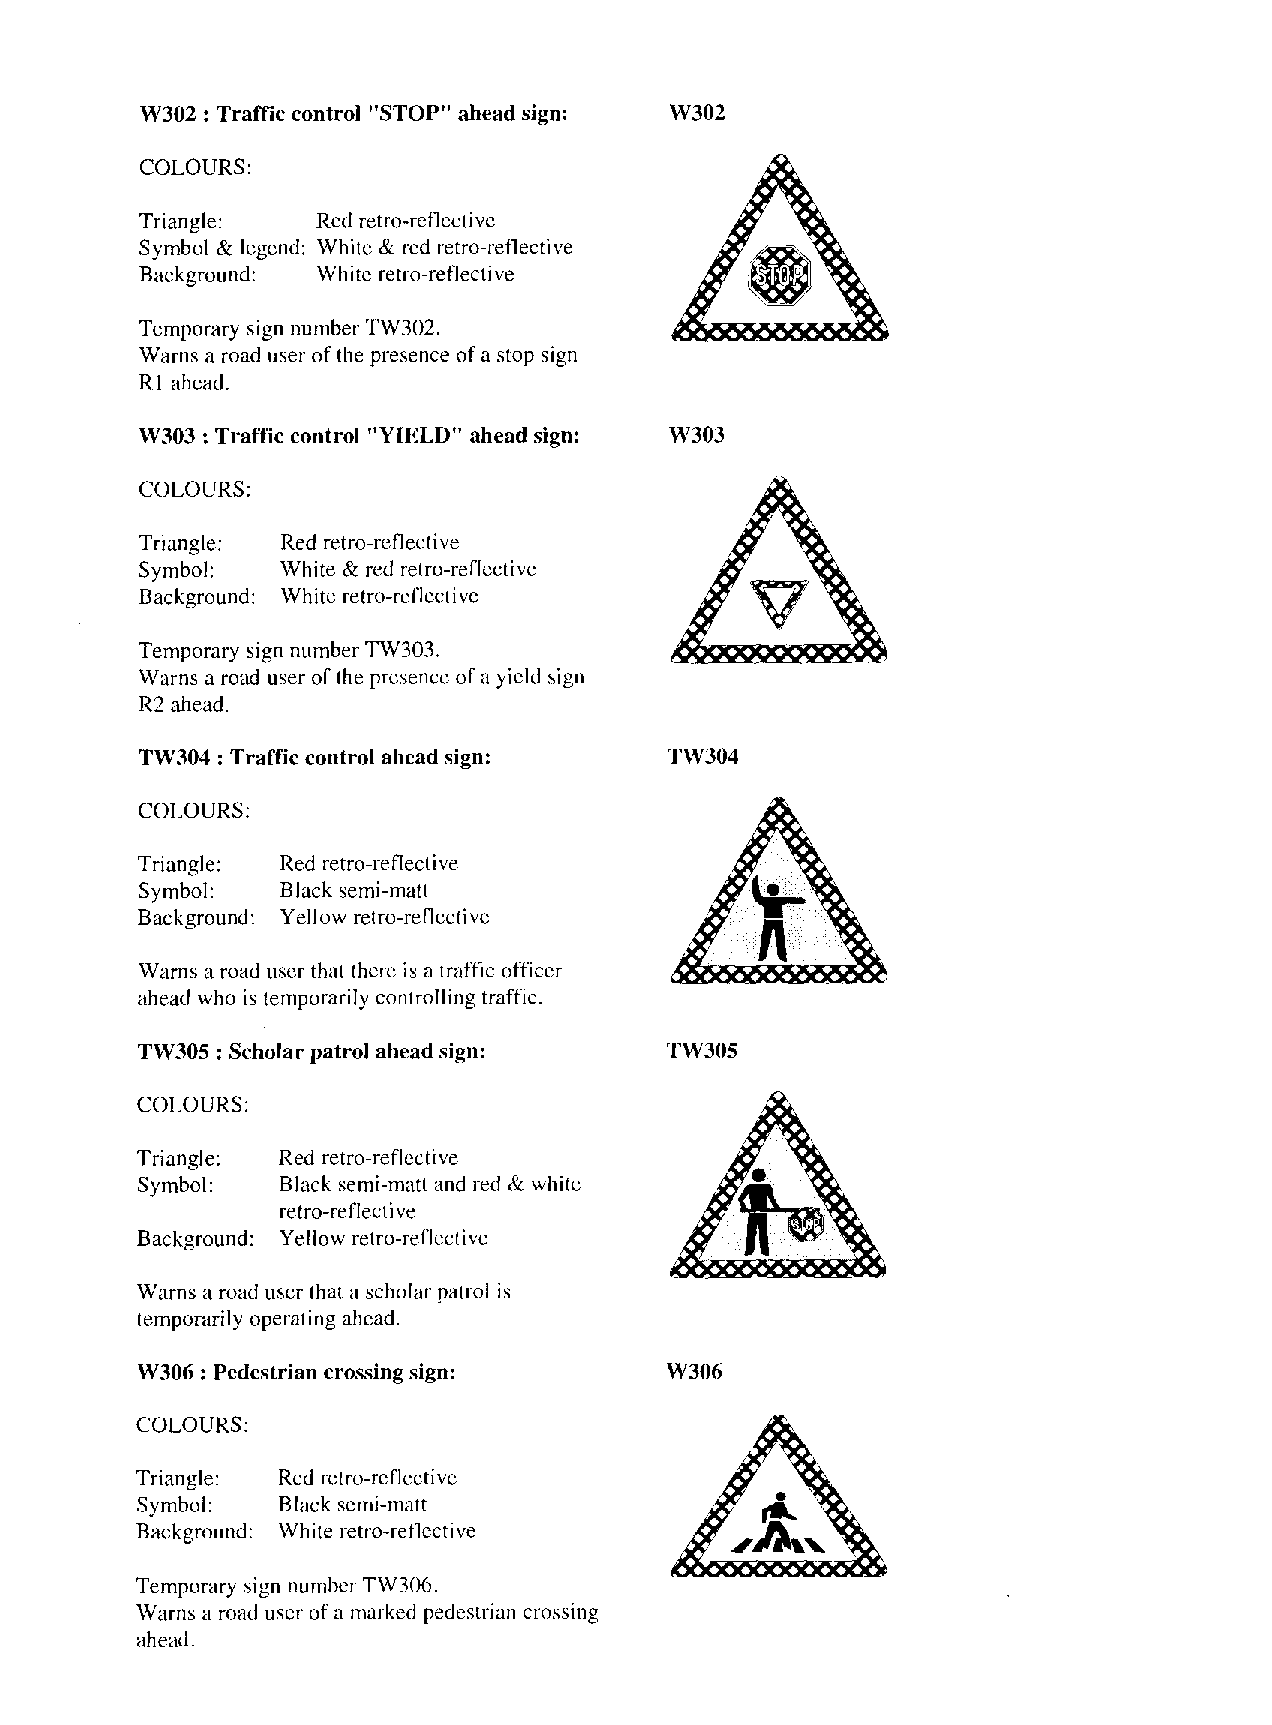 W302 : Traffic control "STOP" ahead sign:
W302
COLOURS:
Triangle: Red retro-reflective
Symbol & legend: White & red retro-reflective
Background: White retro-reflective
STOP
Temporary sign number TW302.
Warns a road user of the presence of a stop sign
R1 ahead.
W303 : Traffic control "YIELD" ahead sign:
W303
COLOURS:
Triangle: Red retro-reflective
Symbol: White & red retro-reflective
Background: White retro-reflective
Temporary sign number TW303.
Warns a road user of the presence of a yield sign
R2 ahead.
TW304 : Traffic control ahead sign:
TW304
COLOURS:
Triangle: Red retro-reflective
Symbol: Black semi-matt
Background: Yellow retro-reflective
Warns a road user that there is a traffic officer
ahead who is temporarily controlling traffic.
TW305 : Scholar patrol ahead sign:
TW305
COLOURS:
Triangle: Red retro-reflective
Symbol: Black semi-matt and red & white
retro-reflective
Background: Yellow retro-reflective
STOP
Warns a road user that a scholar patrol is
temporarily operating ahead.
W306 : Pedestrian crossing sign:
W306
COLOURS:
Triangle: Red retro-reflective
Symbol: Black semi-matt
Background: White retro-reflective
Temporary sign number TW306.
Warns a road user of a marked pedestrian crossing
ahead.